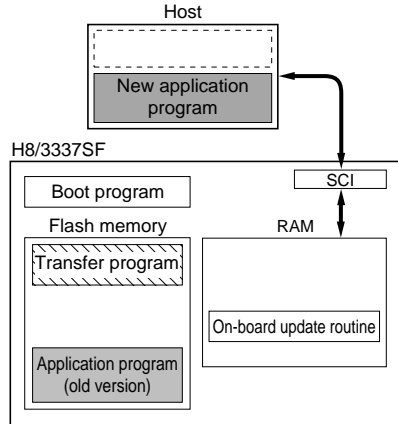 Host
New application
program
H8/3337SF
SCI
Boot program
Flash memory
RAM
Transfer program
On-board update routine
Application program
(old version)